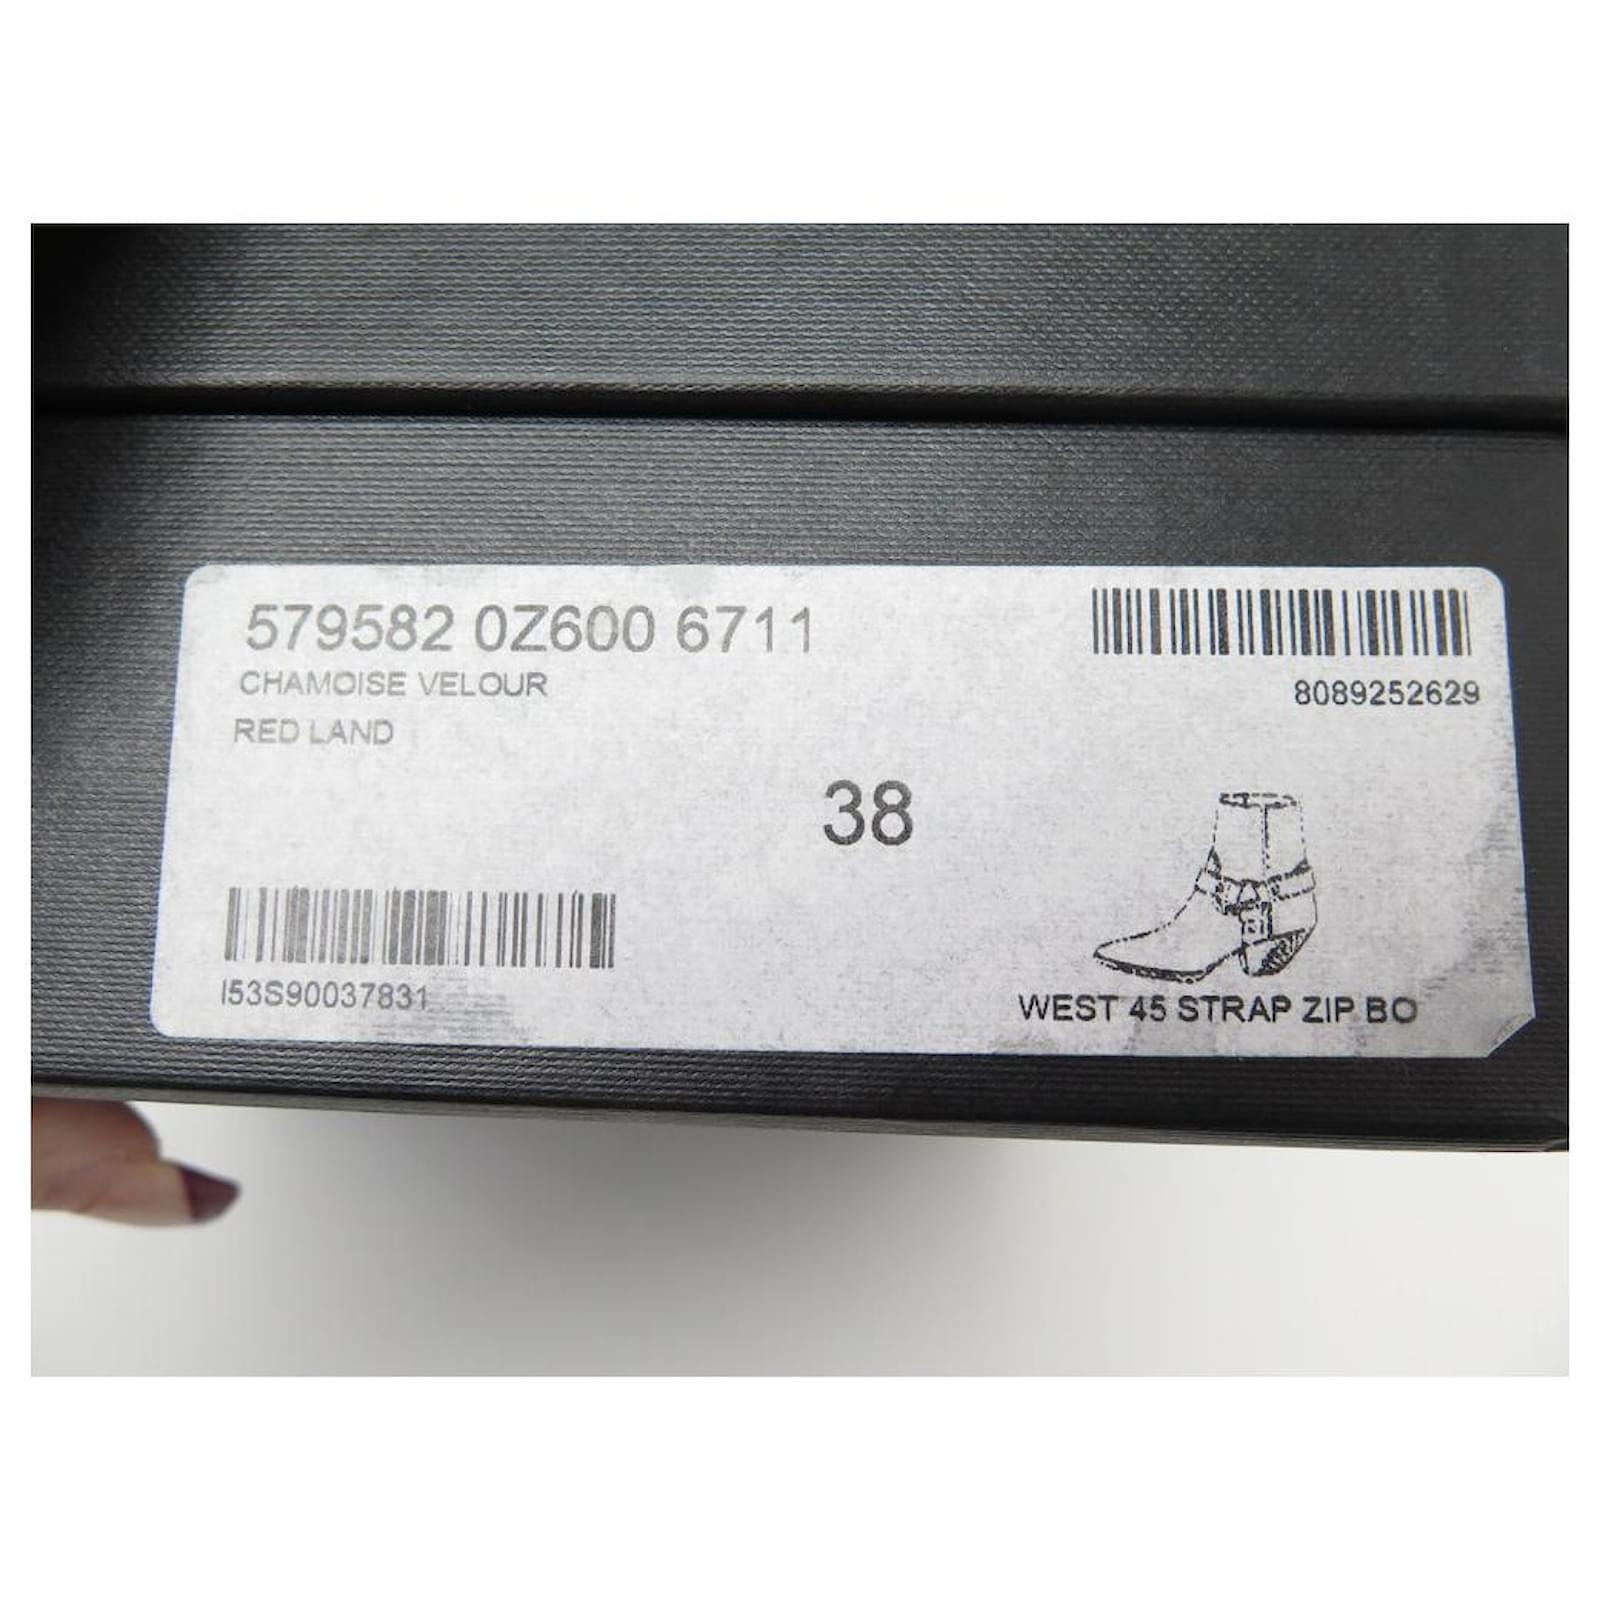 579582 0Z600 6711
CHAMOISE VELOUR
RED LAND
8089252629
38
I53S90037831
WEST 45 STRAP ZIP BO